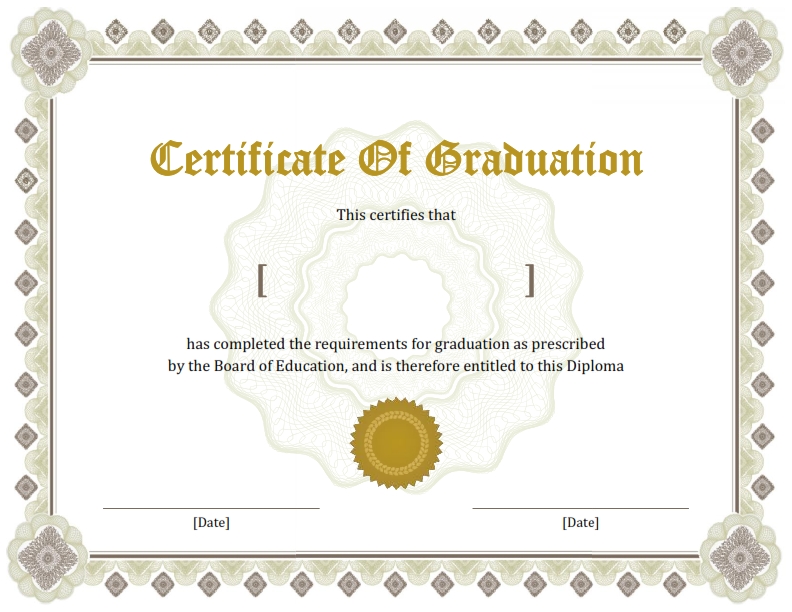 Certificate Of Graduation
This certifies that
[ ]
has completed the requirements for graduation as prescribed
by the Board of Education, and is therefore entitled to this Diploma
[Date] [Date]